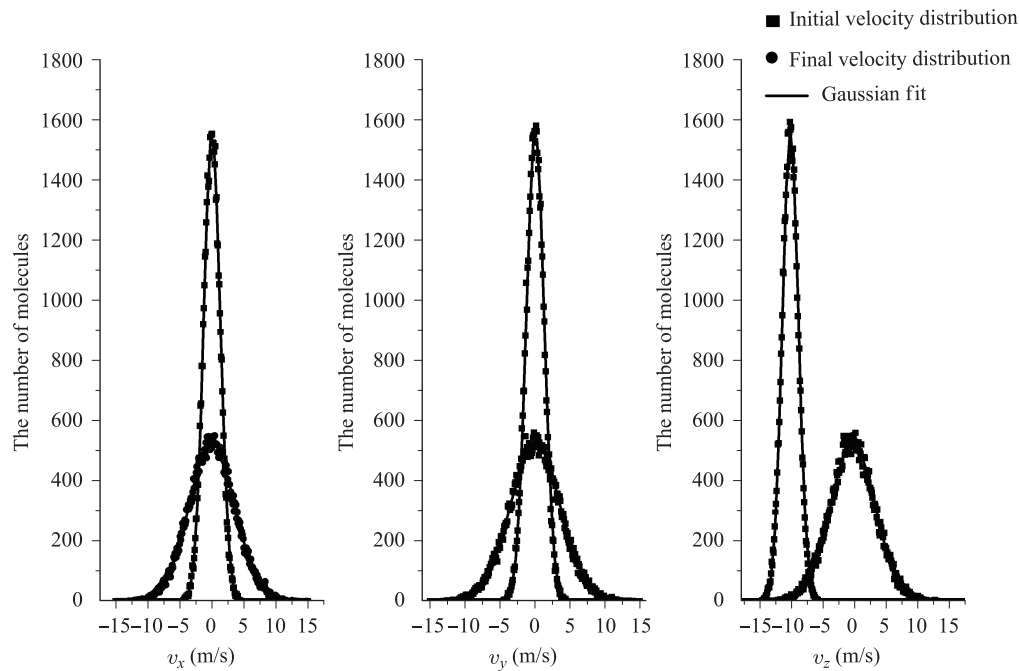 Initial velocity distribution
Final velocity distribution
Gaussian fit
The number of molecules
1800
1600
1400
1200
1000
800
600
400
200
0
−15 −10 −5 0 5 10 15
vx (m/s)
The number of molecules
1800
1600
1400
1200
1000
800
600
400
200
0
−15 −10 −5 0 5 10 15
vy (m/s)
The number of molecules
1800
1600
1400
1200
1000
800
600
400
200
0
−15 −10 −5 0 5 10 15
vz (m/s)